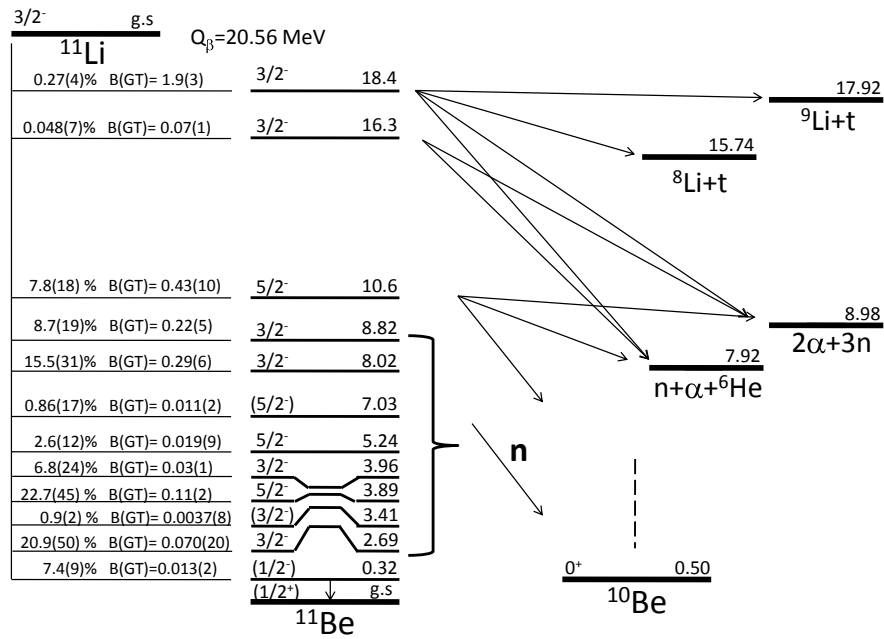 3/2⁻ g.s
¹¹Li
Qᵦ=20.56 MeV
0.27(4)% B(GT)= 1.9(3) 3/2⁻ 18.4
17.92
⁹Li+t
0.048(7)% B(GT)= 0.07(1) 3/2⁻ 16.3
15.74
⁸Li+t
7.8(18) % B(GT)= 0.43(10) 5/2⁻ 10.6
8.7(19)% B(GT)= 0.22(5) 3/2⁻ 8.82
8.98
2α+3n
15.5(31)% B(GT)= 0.29(6) 3/2⁻ 8.02
7.92
n+α+⁶He
0.86(17)% B(GT)= 0.011(2) (5/2⁻) 7.03
2.6(12)% B(GT)= 0.019(9) 5/2⁻ 5.24
n
6.8(24)% B(GT)= 0.03(1) 3/2⁻ 3.96
22.7(45) % B(GT)= 0.11(2) 5/2⁻ 3.89
0.9(2) % B(GT)= 0.0037(8) (3/2⁻) 3.41
20.9(50) % B(GT)= 0.070(20) 3/2⁻ 2.69
7.4(9)% B(GT)=0.013(2) (1/2⁻) 0.32
0⁺ 0.50
¹⁰Be
(1/2⁺) g.s
¹¹Be